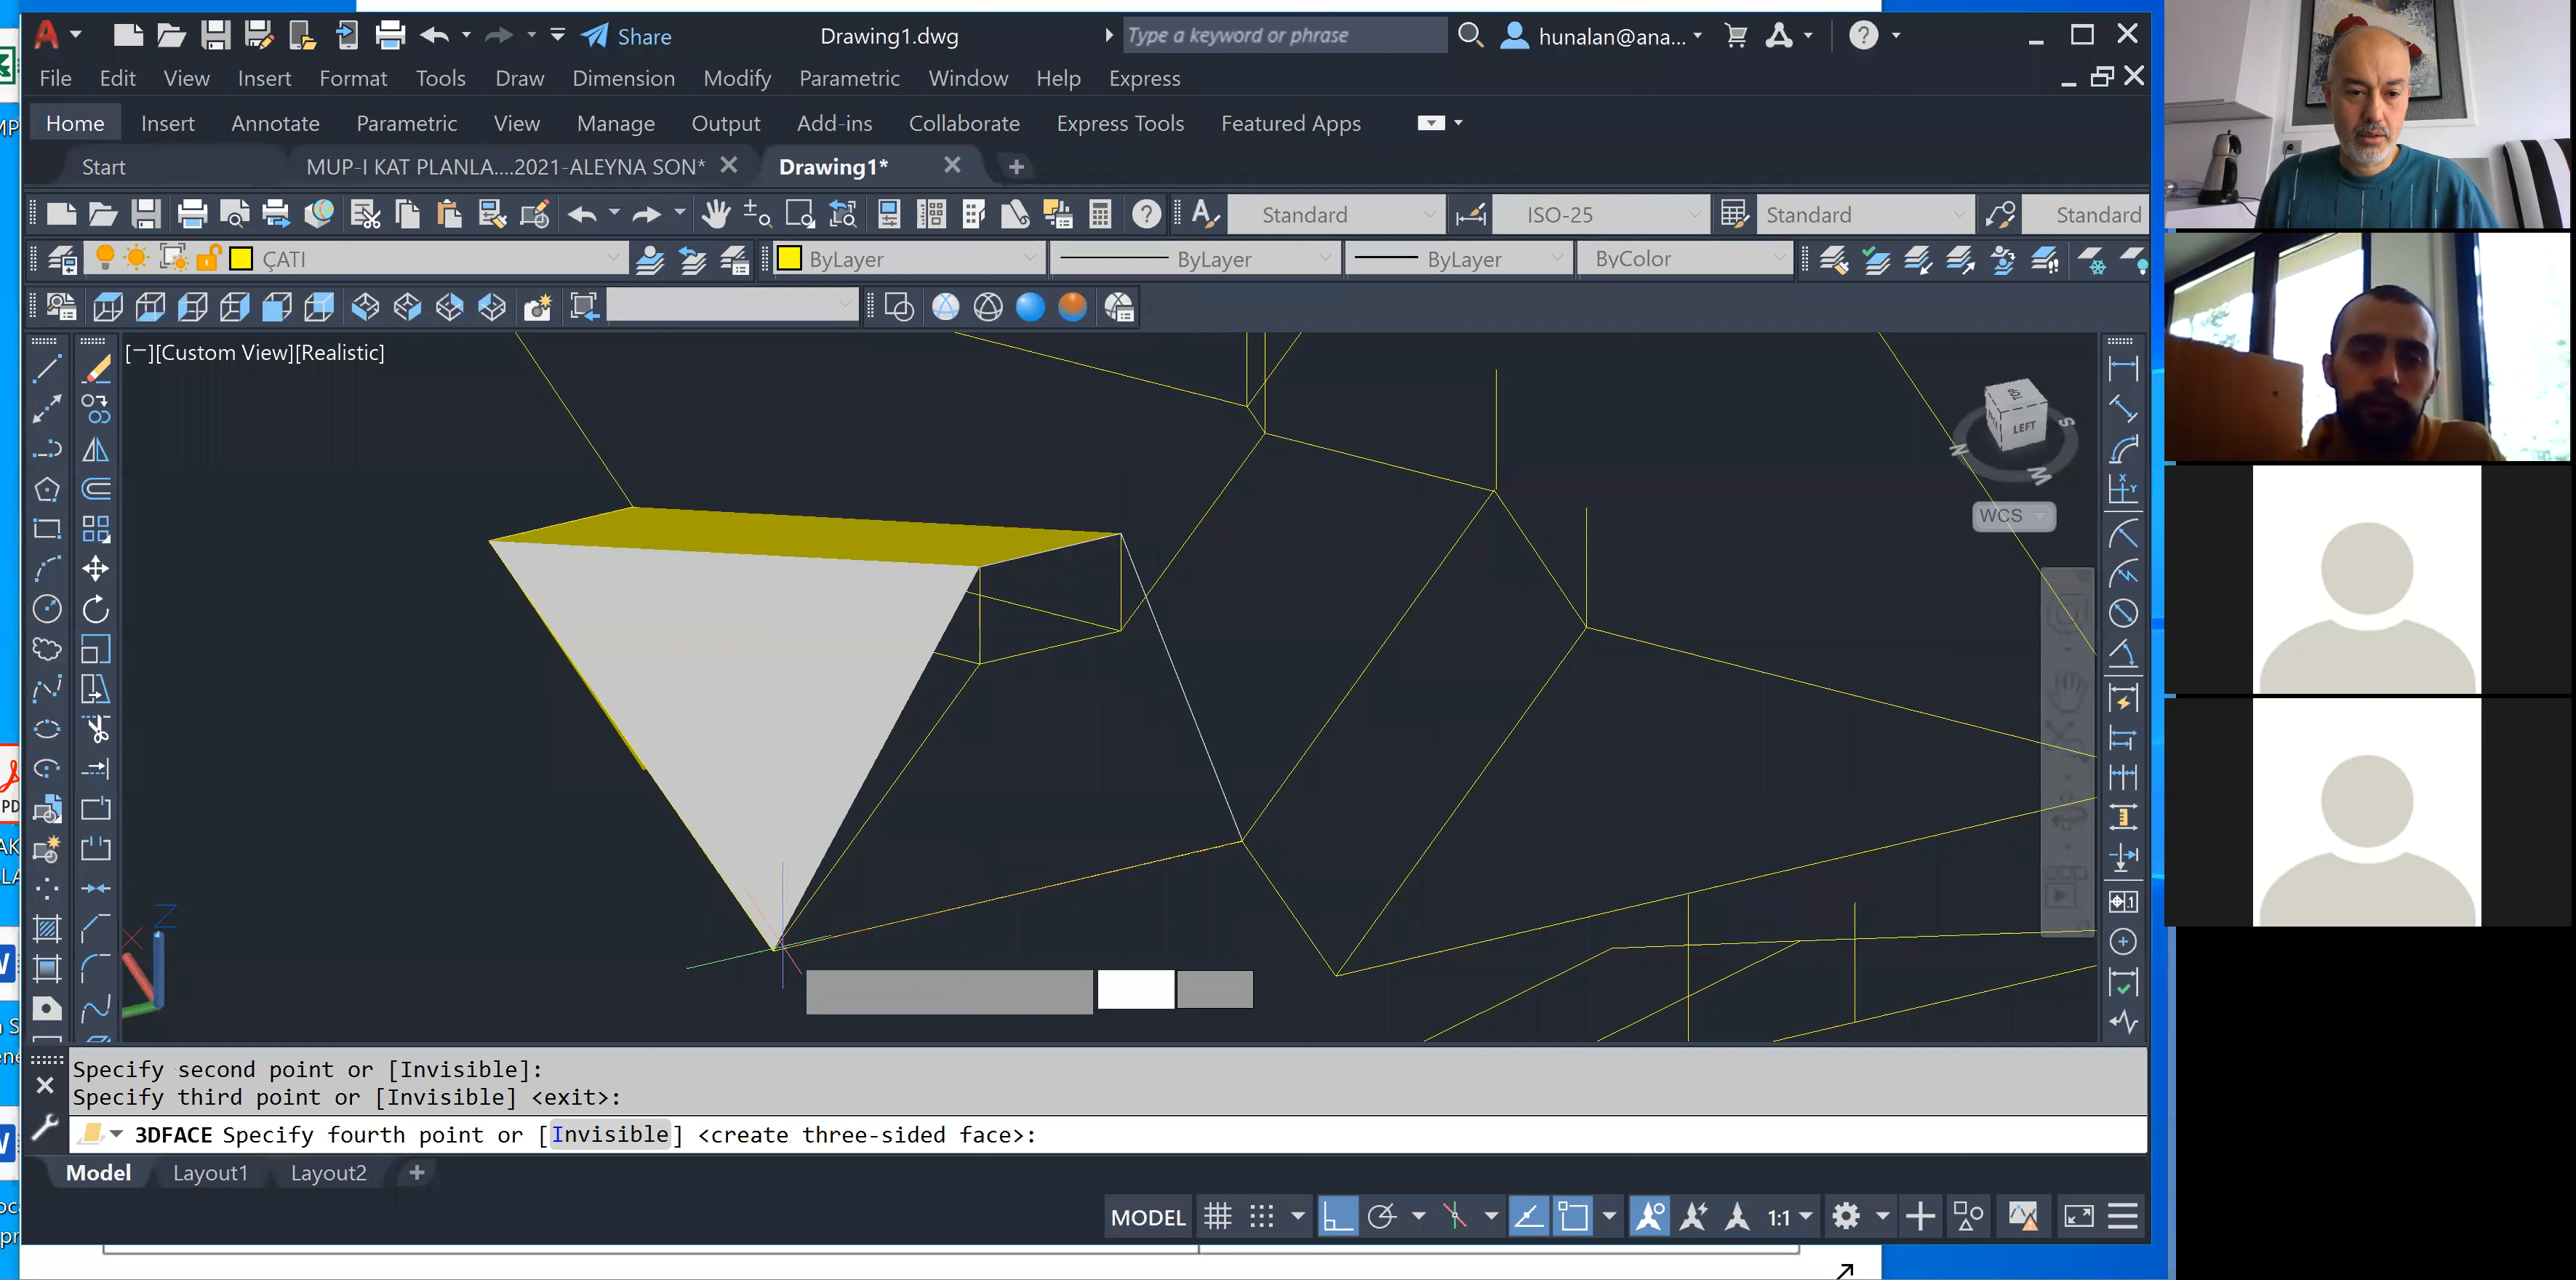 Share
Drawing1.dwg
Type a keyword or phrase
hunalan@ana...
File Edit View Insert Format Tools Draw Dimension Modify Parametric Window Help Express
Home Insert Annotate Parametric View Manage Output Add-ins Collaborate Express Tools Featured Apps
Start MUP-I KAT PLANLA....2021-ALEYNA SON* Drawing1*
Standard ISO-25 Standard Standard
ÇATI ByLayer ByLayer ByLayer ByColor
[−][Custom View][Realistic]
TOP
LEFT
S
N
W
WCS
Z
X
Specify second point or [Invisible]:
Specify third point or [Invisible] <exit>:
3DFACE Specify fourth point or [Invisible] <create three-sided face>:
Model Layout1 Layout2
MODEL 1:1